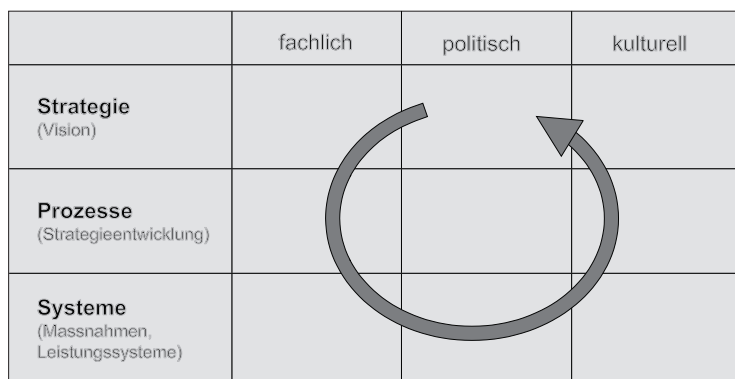 fachlich politisch kulturell
Strategie
(Vision)
Prozesse
(Strategieentwicklung)
Systeme
(Massnahmen,
Leistungssysteme)